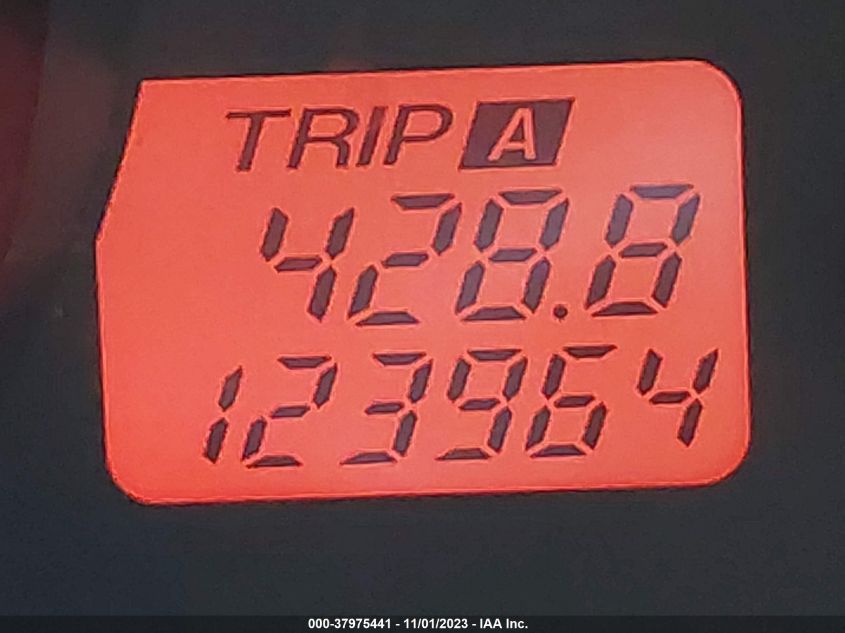 TRIP A
428.8
123964
000-37975441 - 11/01/2023 - IAA Inc.